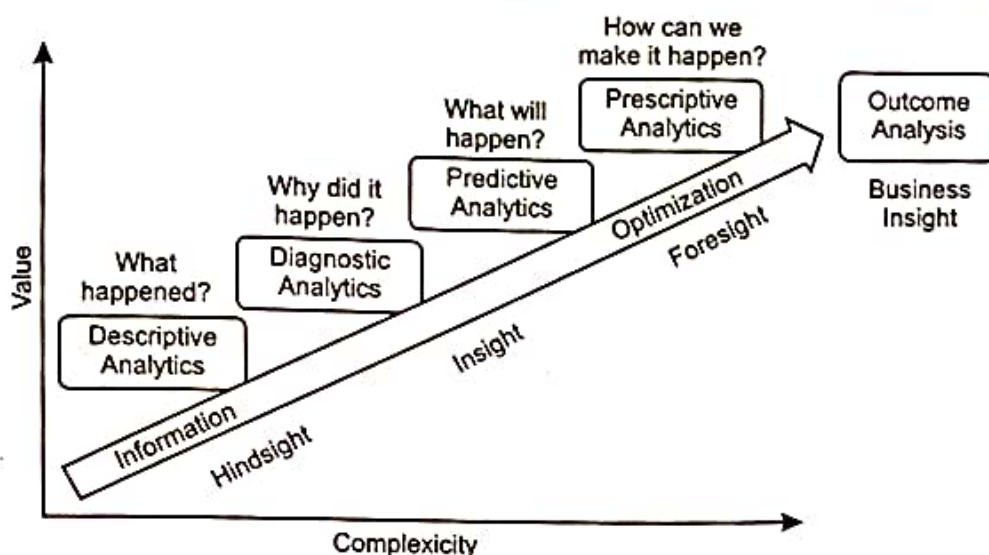 How can we
make it happen?
Prescriptive
Analytics
Outcome
Analysis
Business
Insight
What will
happen?
Predictive
Analytics
Why did it
happen?
Diagnostic
Analytics
What
happened?
Descriptive
Analytics
Information
Optimization
Hindsight
Insight
Foresight
Value
Complexicity